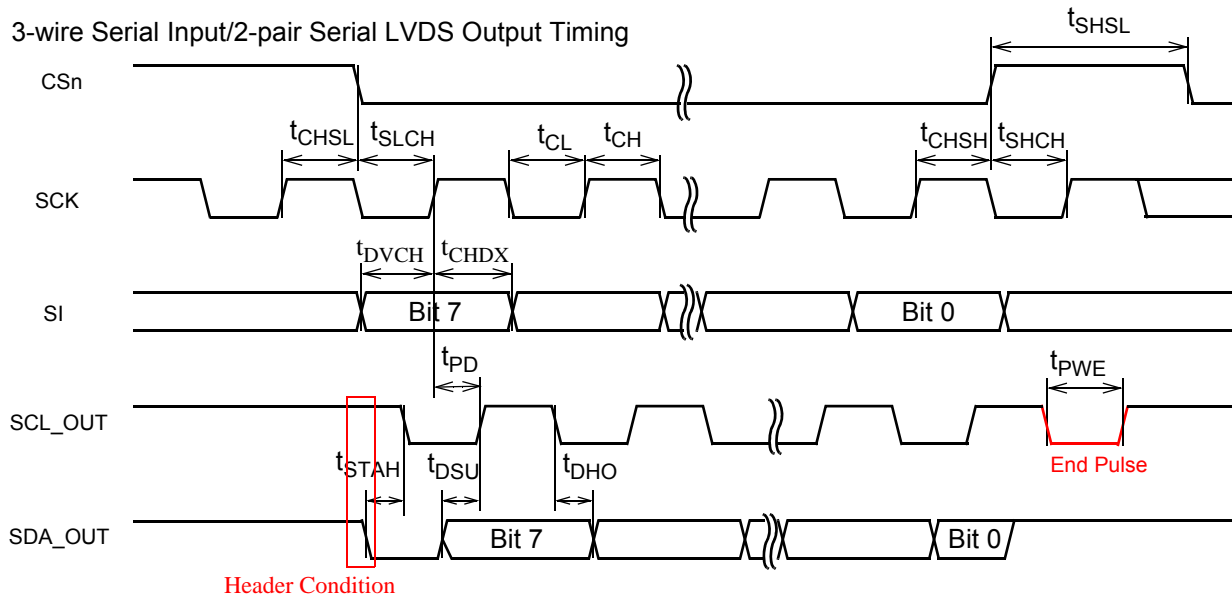 3-wire Serial Input/2-pair Serial LVDS Output Timing
tSHSL
CSn
tCHSL tSLCH tCL tCH tCHSH tSHCH
SCK
tDVCH tCHDX
SI Bit 7 Bit 0
tPD tPWE
SCL_OUT
End Pulse
tSTAH tDSU tDHO
SDA_OUT Bit 7 Bit 0
Header Condition